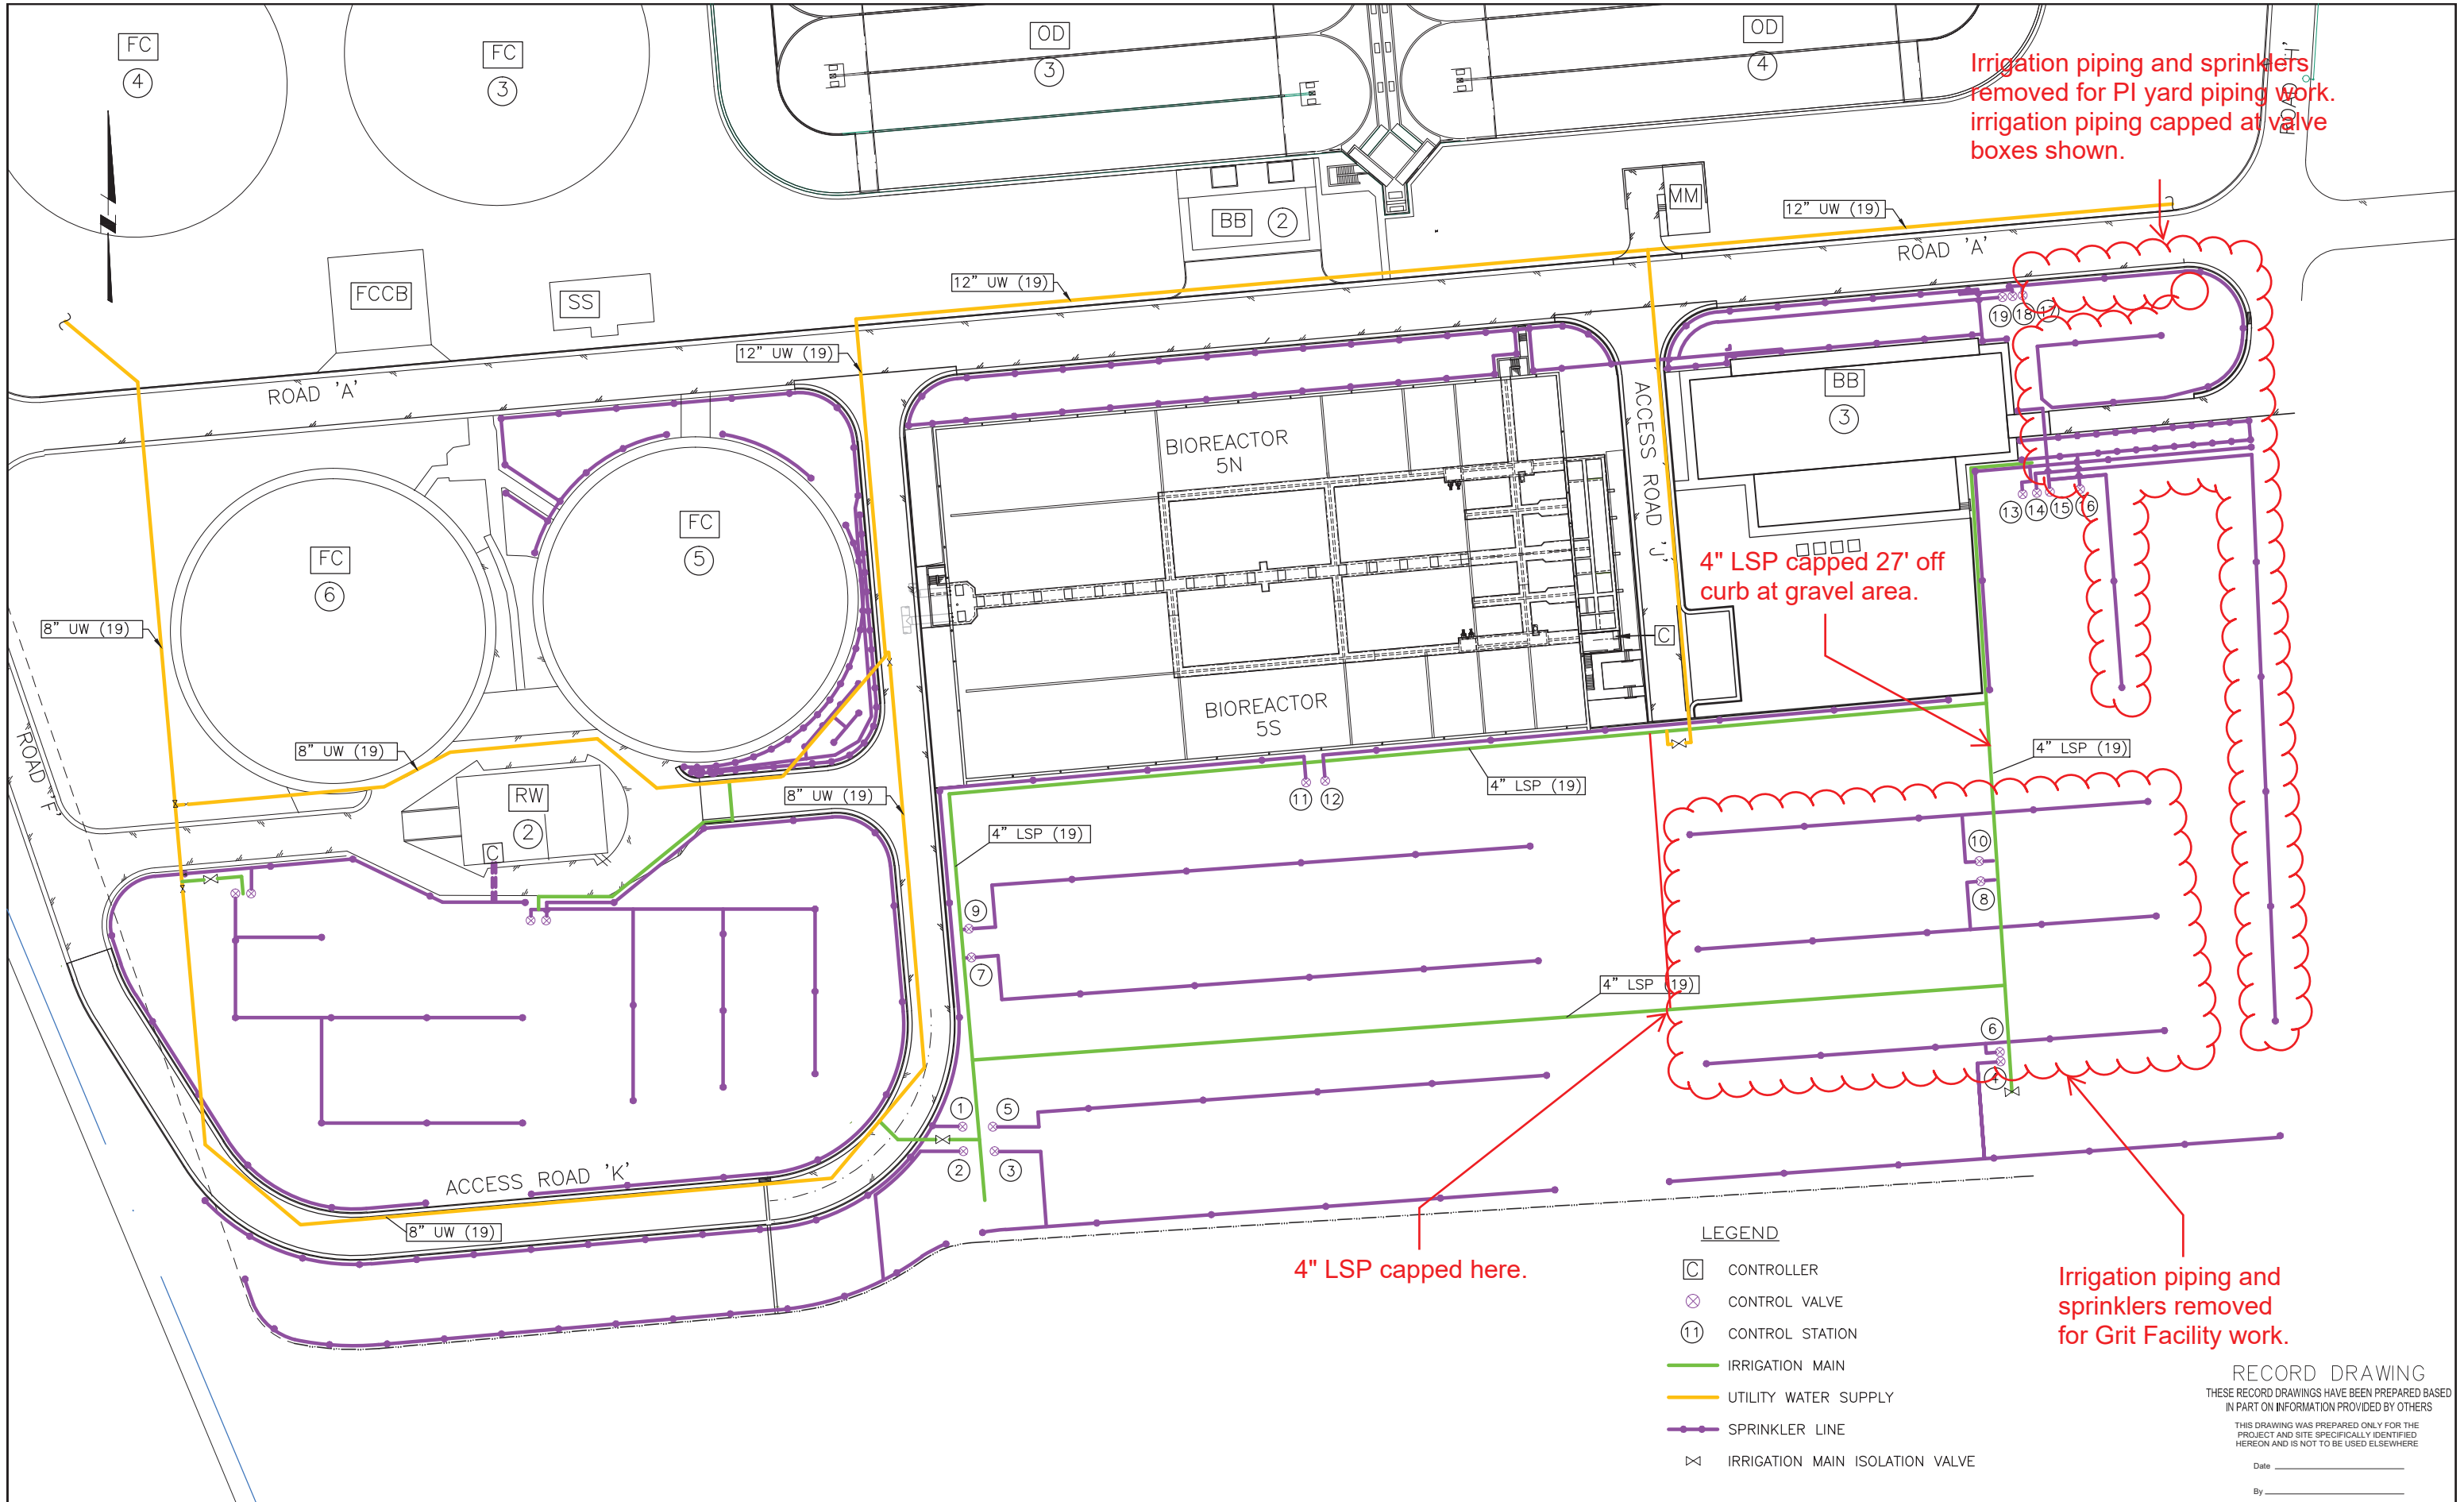 FC
4
FC
3
OD
3
OD
4
Irrigation piping and sprinklers
removed for PI yard piping work.
irrigation piping capped at valve
boxes shown.
ROAD 'H'
BB 2
MM
12" UW (19)
ROAD 'A'
FCCB
SS
12" UW (19)
12" UW (19)
ROAD 'A'
19 18 17
BB
3
ACCESS ROAD 'J'
BIOREACTOR
5N
FC
5
FC
6
13 14 15 16
4" LSP capped 27' off
curb at gravel area.
8" UW (19)
C
BIOREACTOR
5S
ROAD 'F'
8" UW (19)
4" LSP (19)
RW
2
8" UW (19)
11 12
4" LSP (19)
4" LSP (19)
C
10
8
9
7
4" LSP (19)
6
4
1 5
2 3
ACCESS ROAD 'K'
8" UW (19)
4" LSP capped here.
Irrigation piping and
sprinklers removed
for Grit Facility work.
LEGEND
C CONTROLLER
CONTROL VALVE
11 CONTROL STATION
IRRIGATION MAIN
UTILITY WATER SUPPLY
SPRINKLER LINE
IRRIGATION MAIN ISOLATION VALVE
RECORD DRAWING
THESE RECORD DRAWINGS HAVE BEEN PREPARED BASED
IN PART ON INFORMATION PROVIDED BY OTHERS
THIS DRAWING WAS PREPARED ONLY FOR THE
PROJECT AND SITE SPECIFICALLY IDENTIFIED
HEREON AND IS NOT TO BE USED ELSEWHERE
Date
By